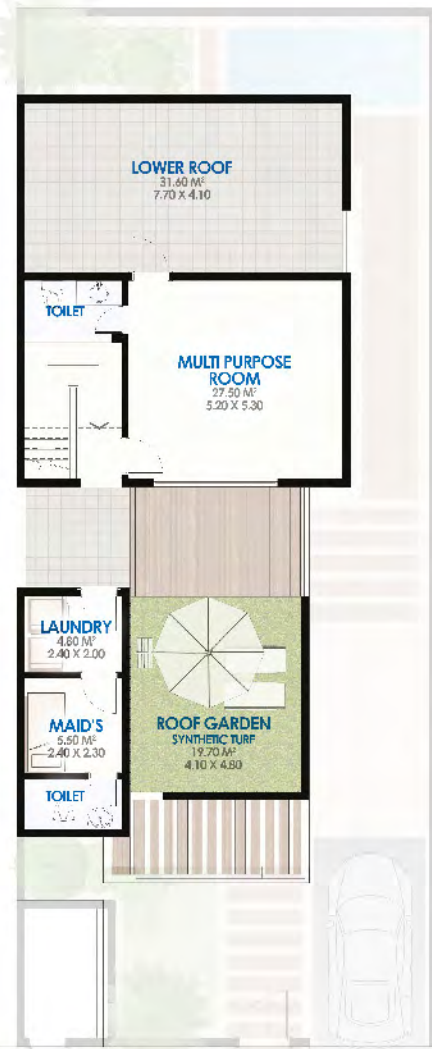 LOWER ROOF
31.60 M²
7.70 X 4.10
TOILET
MULTI PURPOSE
ROOM
27.50 M²
5.20 X 5.30
LAUNDRY
4.80 M²
2.40 X 2.00
MAID'S
5.50 M²
2.40 X 2.30
ROOF GARDEN
SYNTHETIC TURF
19.70 M²
4.10 X 4.80
TOILET